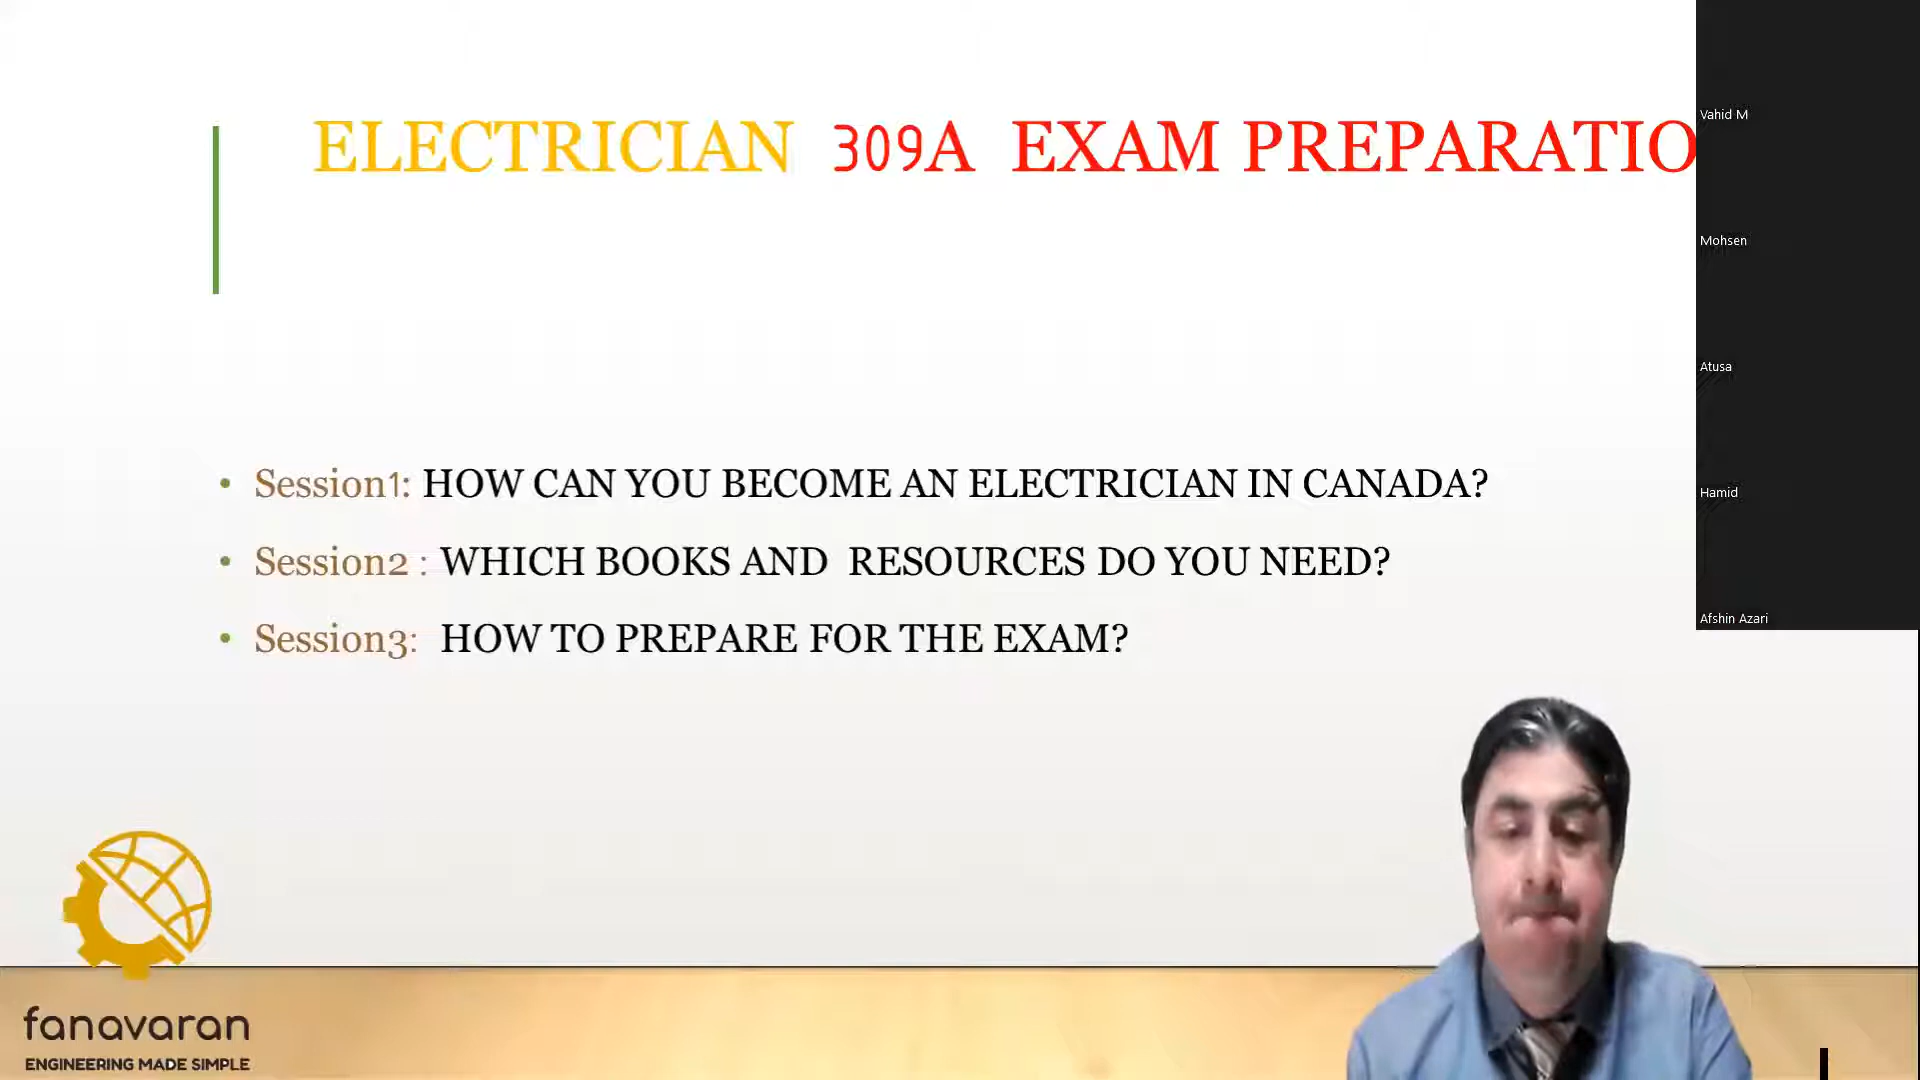 ELECTRICIAN 309A EXAM PREPARATIO
Session1: HOW CAN YOU BECOME AN ELECTRICIAN IN CANADA?
Session2 : WHICH BOOKS AND RESOURCES DO YOU NEED?
Session3: HOW TO PREPARE FOR THE EXAM?
Vahid M
Mohsen
Atusa
Hamid
Afshin Azari
fanavaran
ENGINEERING MADE SIMPLE